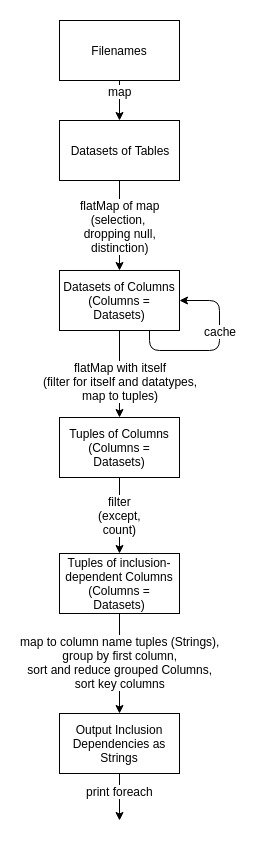 Filenames
map
Datasets of Tables
flatMap of map
(selection,
dropping null,
distinction)
Datasets of Columns
(Columns =
Datasets)
cache
flatMap with itself
(filter for itself and datatypes,
map to tuples)
Tuples of Columns
(Columns =
Datasets)
filter
(except,
count)
Tuples of inclusion-
dependent Columns
(Columns =
Datasets)
map to column name tuples (Strings),
group by first column,
sort and reduce grouped Columns,
sort key columns
Output Inclusion
Dependencies as
Strings
print foreach